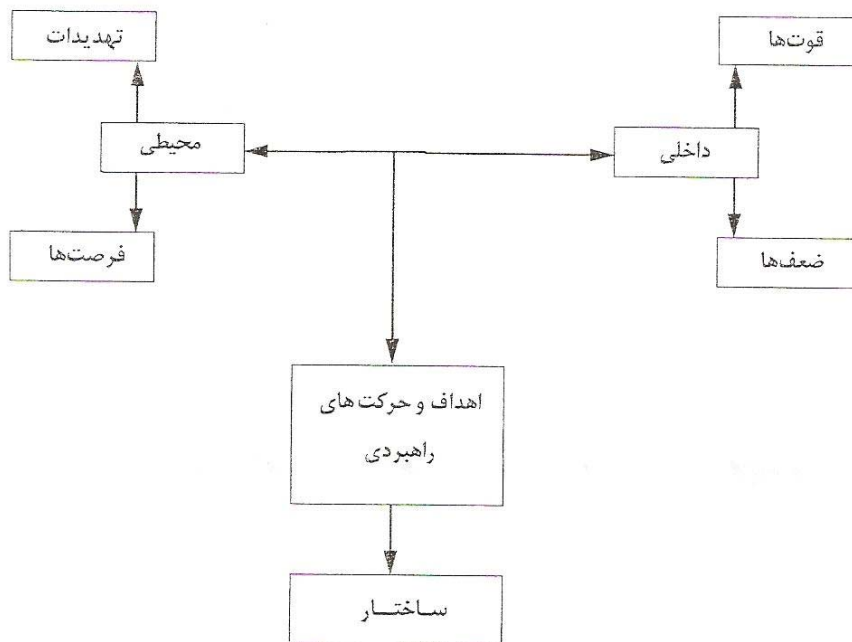 قوت‌ها
تهدیدات
داخلی
محیطی
ضعف‌ها
فرصت‌ها
اهداف و حرکت‌های
راهبردی
ساختار